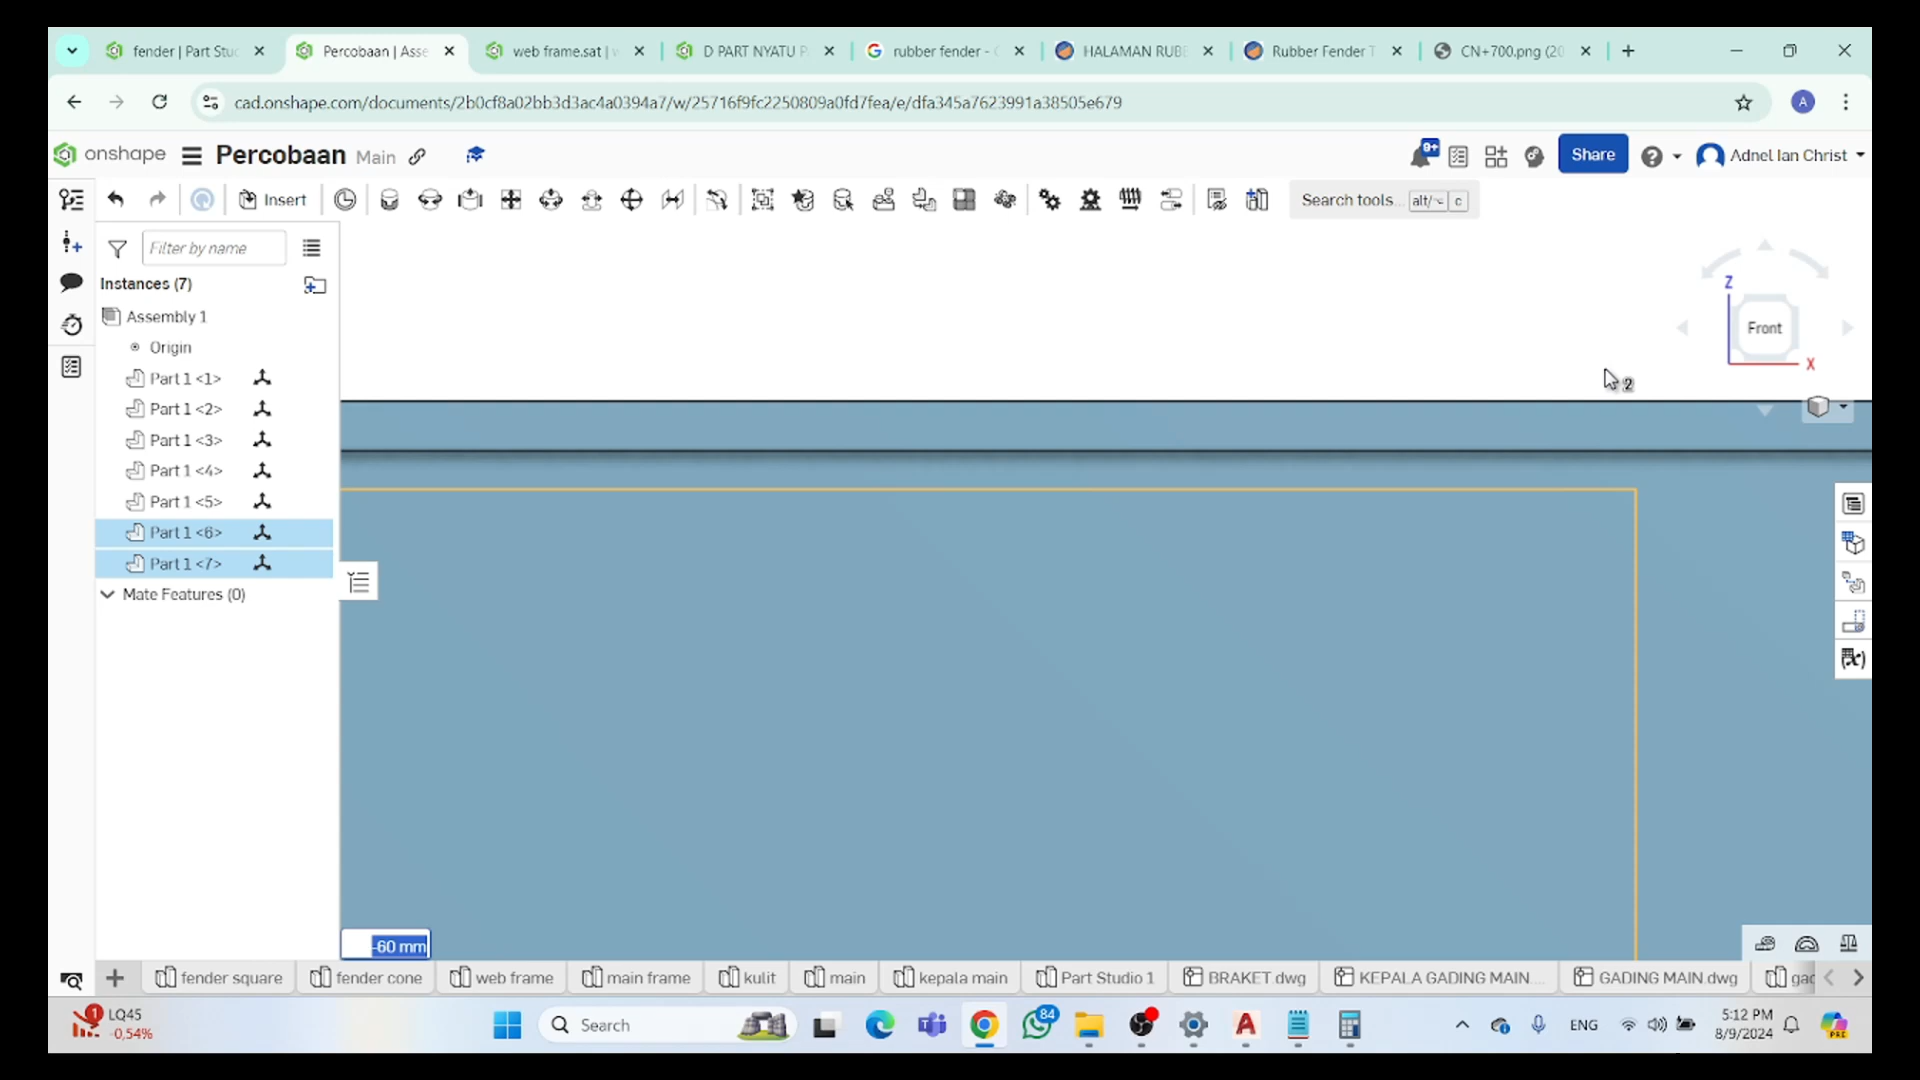 fender | Part Stu
Percobaan | Asse
web frame.sat |
D PART NYATU P
rubber fender -
HALAMAN RUB
Rubber Fender T
CN+700.png (20
cad.onshape.com/documents/2b0cf8a02bb3d3ac4a0394a7/w/25716f9fc2250809a0fd7fea/e/dfa345a7623991a38505e679
A
onshape
Percobaan Main
9+
Share
Adnel Ian Christ
Insert
Search tools... alt/⌥ c
Filter by name
Instances (7)
Assembly 1
Origin
Part 1 <1>
Part 1 <2>
Part 1 <3>
Part 1 <4>
Part 1 <5>
Part 1 <6>
Part 1 <7>
Mate Features (0)
Z
Front
X
2
-60 mm
fender square
fender cone
web frame
main frame
kulit
main
kepala main
Part Studio 1
BRAKET dwg
KEPALA GADING MAIN....
GADING MAIN.dwg
gad
1
LQ45
-0,54%
Search
84
ENG
5:12 PM
8/9/2024
PRE